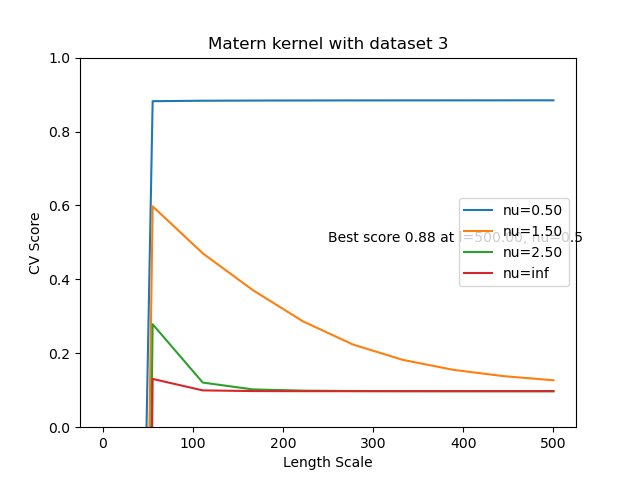 Matern kernel with dataset 3
1.0
0.8
0.6
0.4
0.2
0.0
CV Score
nu=0.50
nu=1.50
nu=2.50
nu=inf
Best score 0.88 at l=500.00, nu=0.5
0
100
200
300
400
500
Length Scale